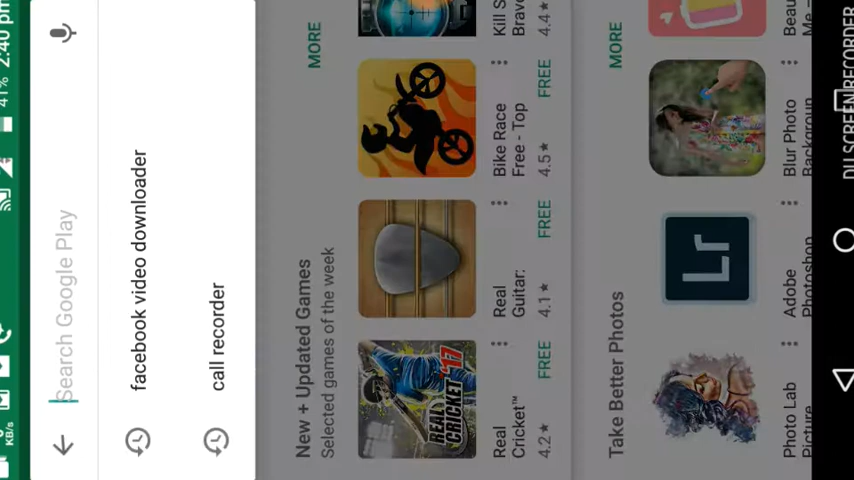 41% 2:40 pm
KB/s
Search Google Play
facebook video downloader
call recorder
New + Updated Games
MORE
Selected games of the week
REAL CRICKET '17
Real Cricket™
4.2★ FREE
Real Guitar:
4.1★ FREE
Bike Race Free - Top
4.5★ FREE
Kill S
Brav
4.4★
Take Better Photos
MORE
Photo Lab
Picture
Lr
Adobe
Photoshop
Blur Photo
Backgroun
Beau
Me –
DU SCREEN RECORDER